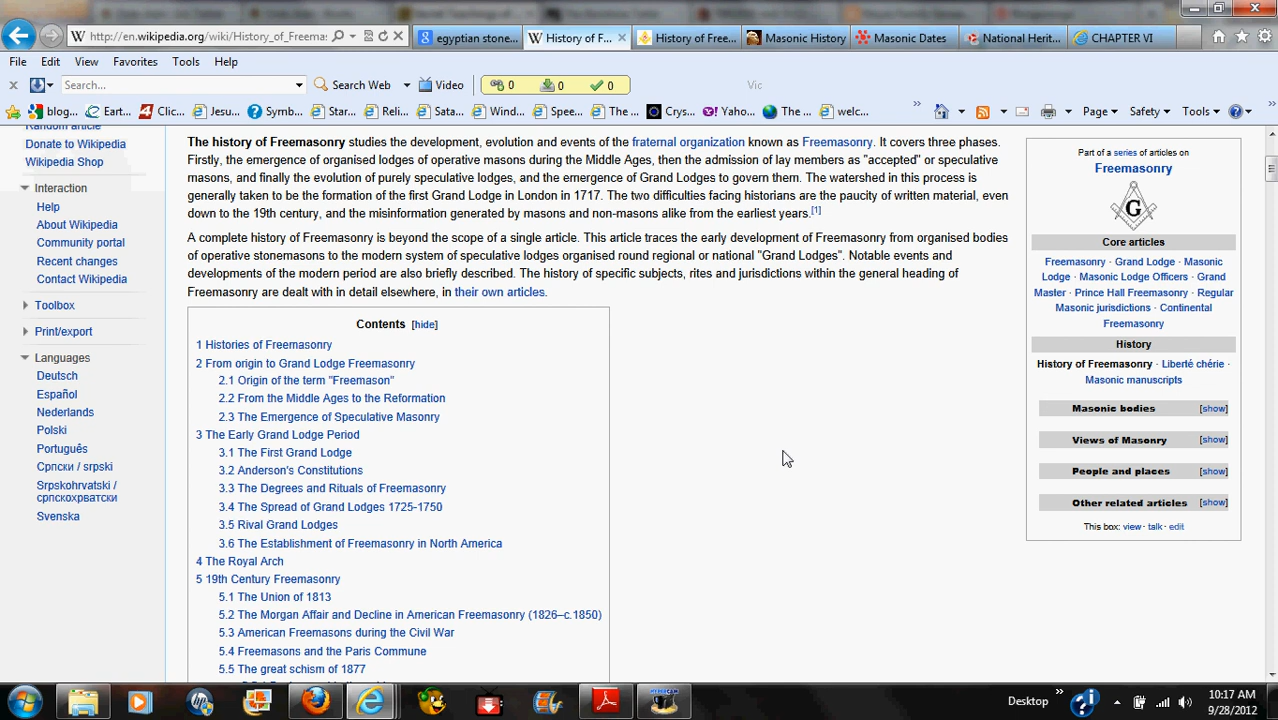 http://en.wikipedia.org/wiki/History_of_Freema:
egyptian stone...
History of F...
History of Free...
Masonic History
Masonic Dates
National Herit...
CHAPTER VI
File Edit View Favorites Tools Help
Search...
Search Web
Video
0 0 0
Vic
blog... Eart... Clic... Jesu... Symb... Star... Reli... Sata... Wind... Spee... The ... Crys... Yahoo... The ... welc...
Page Safety Tools
Random article
Donate to Wikipedia
Wikipedia Shop
Interaction
Help
About Wikipedia
Community portal
Recent changes
Contact Wikipedia
Toolbox
Print/export
Languages
Deutsch
Español
Nederlands
Polski
Português
Српски / srpski
Srpskohrvatski /
српскохрватски
Svenska
The history of Freemasonry studies the development, evolution and events of the fraternal organization known as Freemasonry. It covers three phases.
Firstly, the emergence of organised lodges of operative masons during the Middle Ages, then the admission of lay members as "accepted" or speculative
masons, and finally the evolution of purely speculative lodges, and the emergence of Grand Lodges to govern them. The watershed in this process is
generally taken to be the formation of the first Grand Lodge in London in 1717. The two difficulties facing historians are the paucity of written material, even
down to the 19th century, and the misinformation generated by masons and non-masons alike from the earliest years.[1]
A complete history of Freemasonry is beyond the scope of a single article. This article traces the early development of Freemasonry from organised bodies
of operative stonemasons to the modern system of speculative lodges organised round regional or national "Grand Lodges". Notable events and
developments of the modern period are also briefly described. The history of specific subjects, rites and jurisdictions within the general heading of
Freemasonry are dealt with in detail elsewhere, in their own articles.
Contents [hide]
1 Histories of Freemasonry
2 From origin to Grand Lodge Freemasonry
2.1 Origin of the term "Freemason"
2.2 From the Middle Ages to the Reformation
2.3 The Emergence of Speculative Masonry
3 The Early Grand Lodge Period
3.1 The First Grand Lodge
3.2 Anderson's Constitutions
3.3 The Degrees and Rituals of Freemasonry
3.4 The Spread of Grand Lodges 1725-1750
3.5 Rival Grand Lodges
3.6 The Establishment of Freemasonry in North America
4 The Royal Arch
5 19th Century Freemasonry
5.1 The Union of 1813
5.2 The Morgan Affair and Decline in American Freemasonry (1826–c.1850)
5.3 American Freemasons during the Civil War
5.4 Freemasons and the Paris Commune
5.5 The great schism of 1877
Part of a series of articles on
Freemasonry
G
Core articles
Freemasonry · Grand Lodge · Masonic
Lodge · Masonic Lodge Officers · Grand
Master · Prince Hall Freemasonry · Regular
Masonic jurisdictions · Continental
Freemasonry
History
History of Freemasonry · Liberté chérie ·
Masonic manuscripts
Masonic bodies [show]
Views of Masonry [show]
People and places [show]
Other related articles [show]
This box: view · talk · edit
Desktop
10:17 AM
9/28/2012